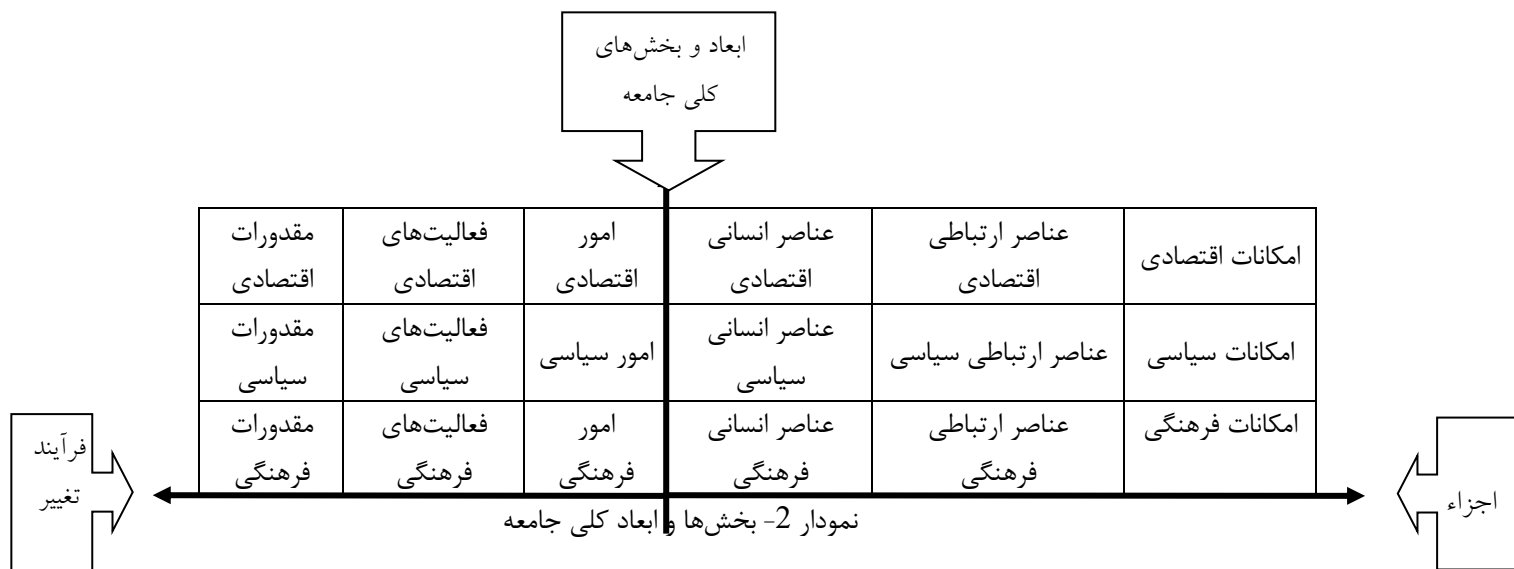 ابعاد و بخش‌های
کلی جامعه
امکانات اقتصادی
عناصر ارتباطی
اقتصادی
عناصر انسانی
اقتصادی
امور
اقتصادی
فعالیت‌های
اقتصادی
مقدورات
اقتصادی
امکانات سیاسی
عناصر ارتباطی سیاسی
عناصر انسانی
سیاسی
امور سیاسی
فعالیت‌های
سیاسی
مقدورات
سیاسی
امکانات فرهنگی
عناصر ارتباطی
فرهنگی
عناصر انسانی
فرهنگی
امور
فرهنگی
فعالیت‌های
فرهنگی
مقدورات
فرهنگی
اجزاء
فرآیند
تغییر
نمودار 2- بخش‌ها و ابعاد کلی جامعه